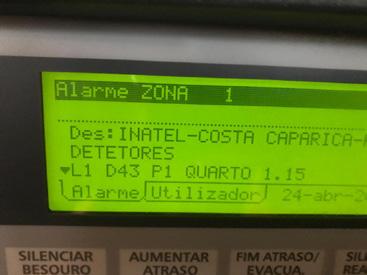 Alarme ZONA 1
Des:INATEL-COSTA CAPARICA-
DETETORES
▼L1 D43 P1 QUARTO 1.15
Alarme Utilizador 24-abr-20
SILENCIAR BESOURO
AUMENTAR ATRASO
FIM ATRASO/ EVACUA.